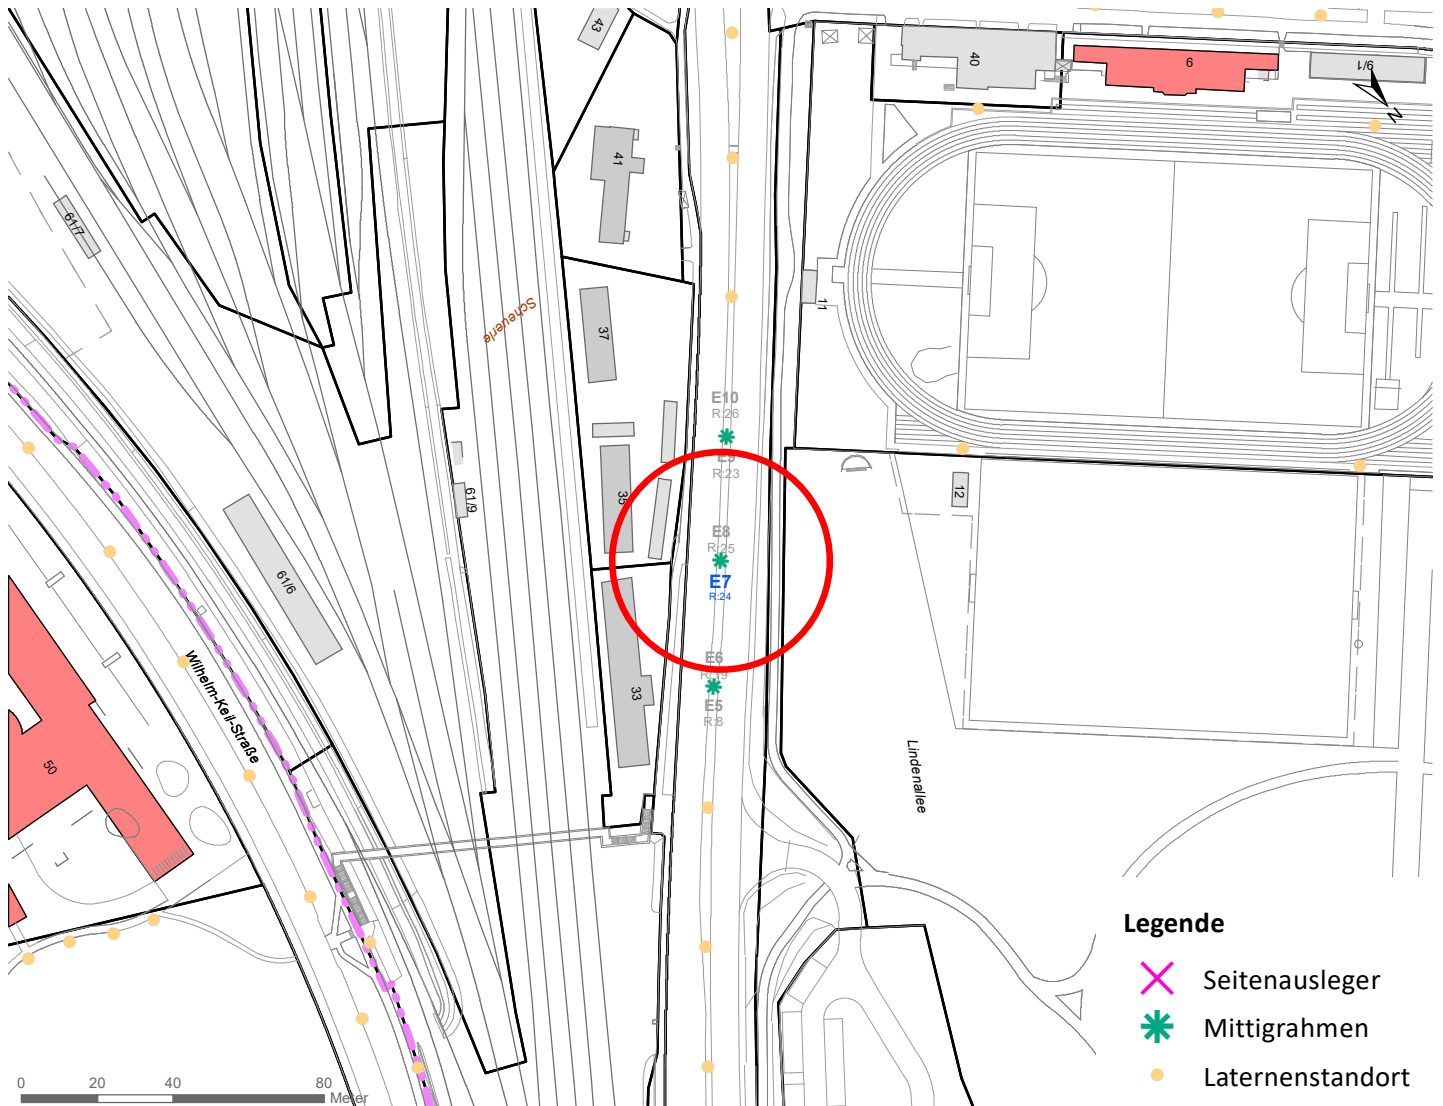 43
40
9
9/1
N
41
61/7
Scheuerle
37
11
E10
R:26
E9
R:23
35
61/9
12
E8
R:25
E7
R:24
61/6
E6
R:19
33
E5
R:8
Wilhelm-Keil-Straße
50
Lindenallee
Legende
Seitenausleger
Mittigrahmen
Laternenstandort
0 20 40 80
Meter